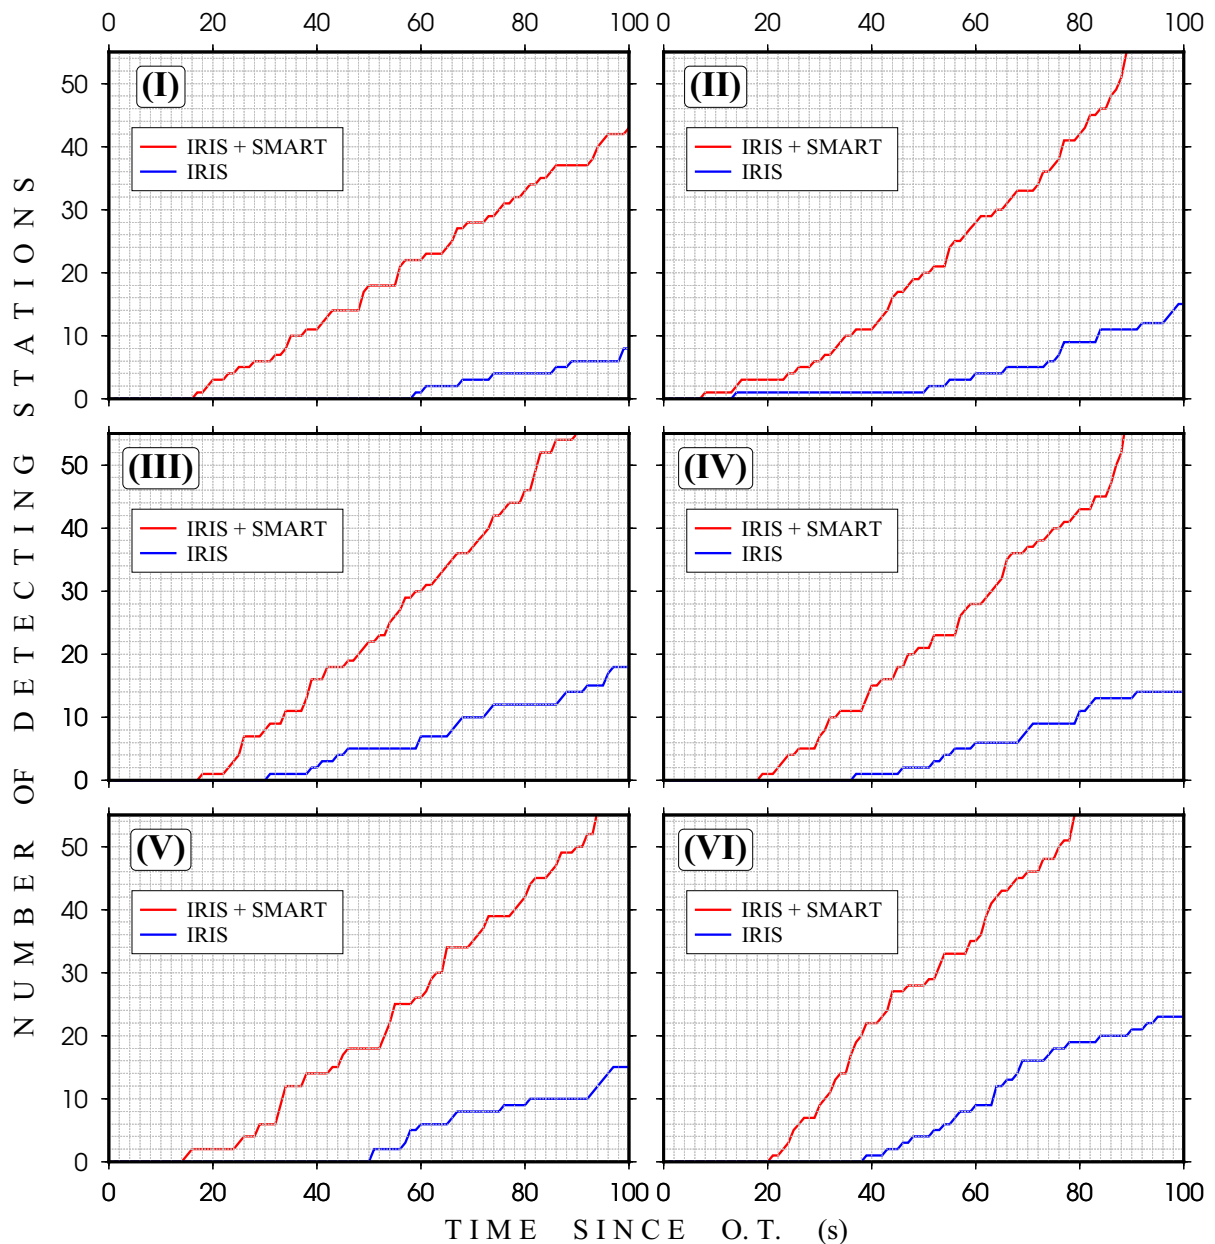 0 20 40 60 80 100 0 20 40 60 80 100
(I) (II)
50
40
30
20
10
0
IRIS + SMART
IRIS
IRIS + SMART
IRIS
(III) (IV)
50
40
30
20
10
0
IRIS + SMART
IRIS
IRIS + SMART
IRIS
(V) (VI)
50
40
30
20
10
0
IRIS + SMART
IRIS
IRIS + SMART
IRIS
0 20 40 60 80 100 0 20 40 60 80 100
NUMBER OF DETECTING STATIONS
TIME SINCE O.T. (s)